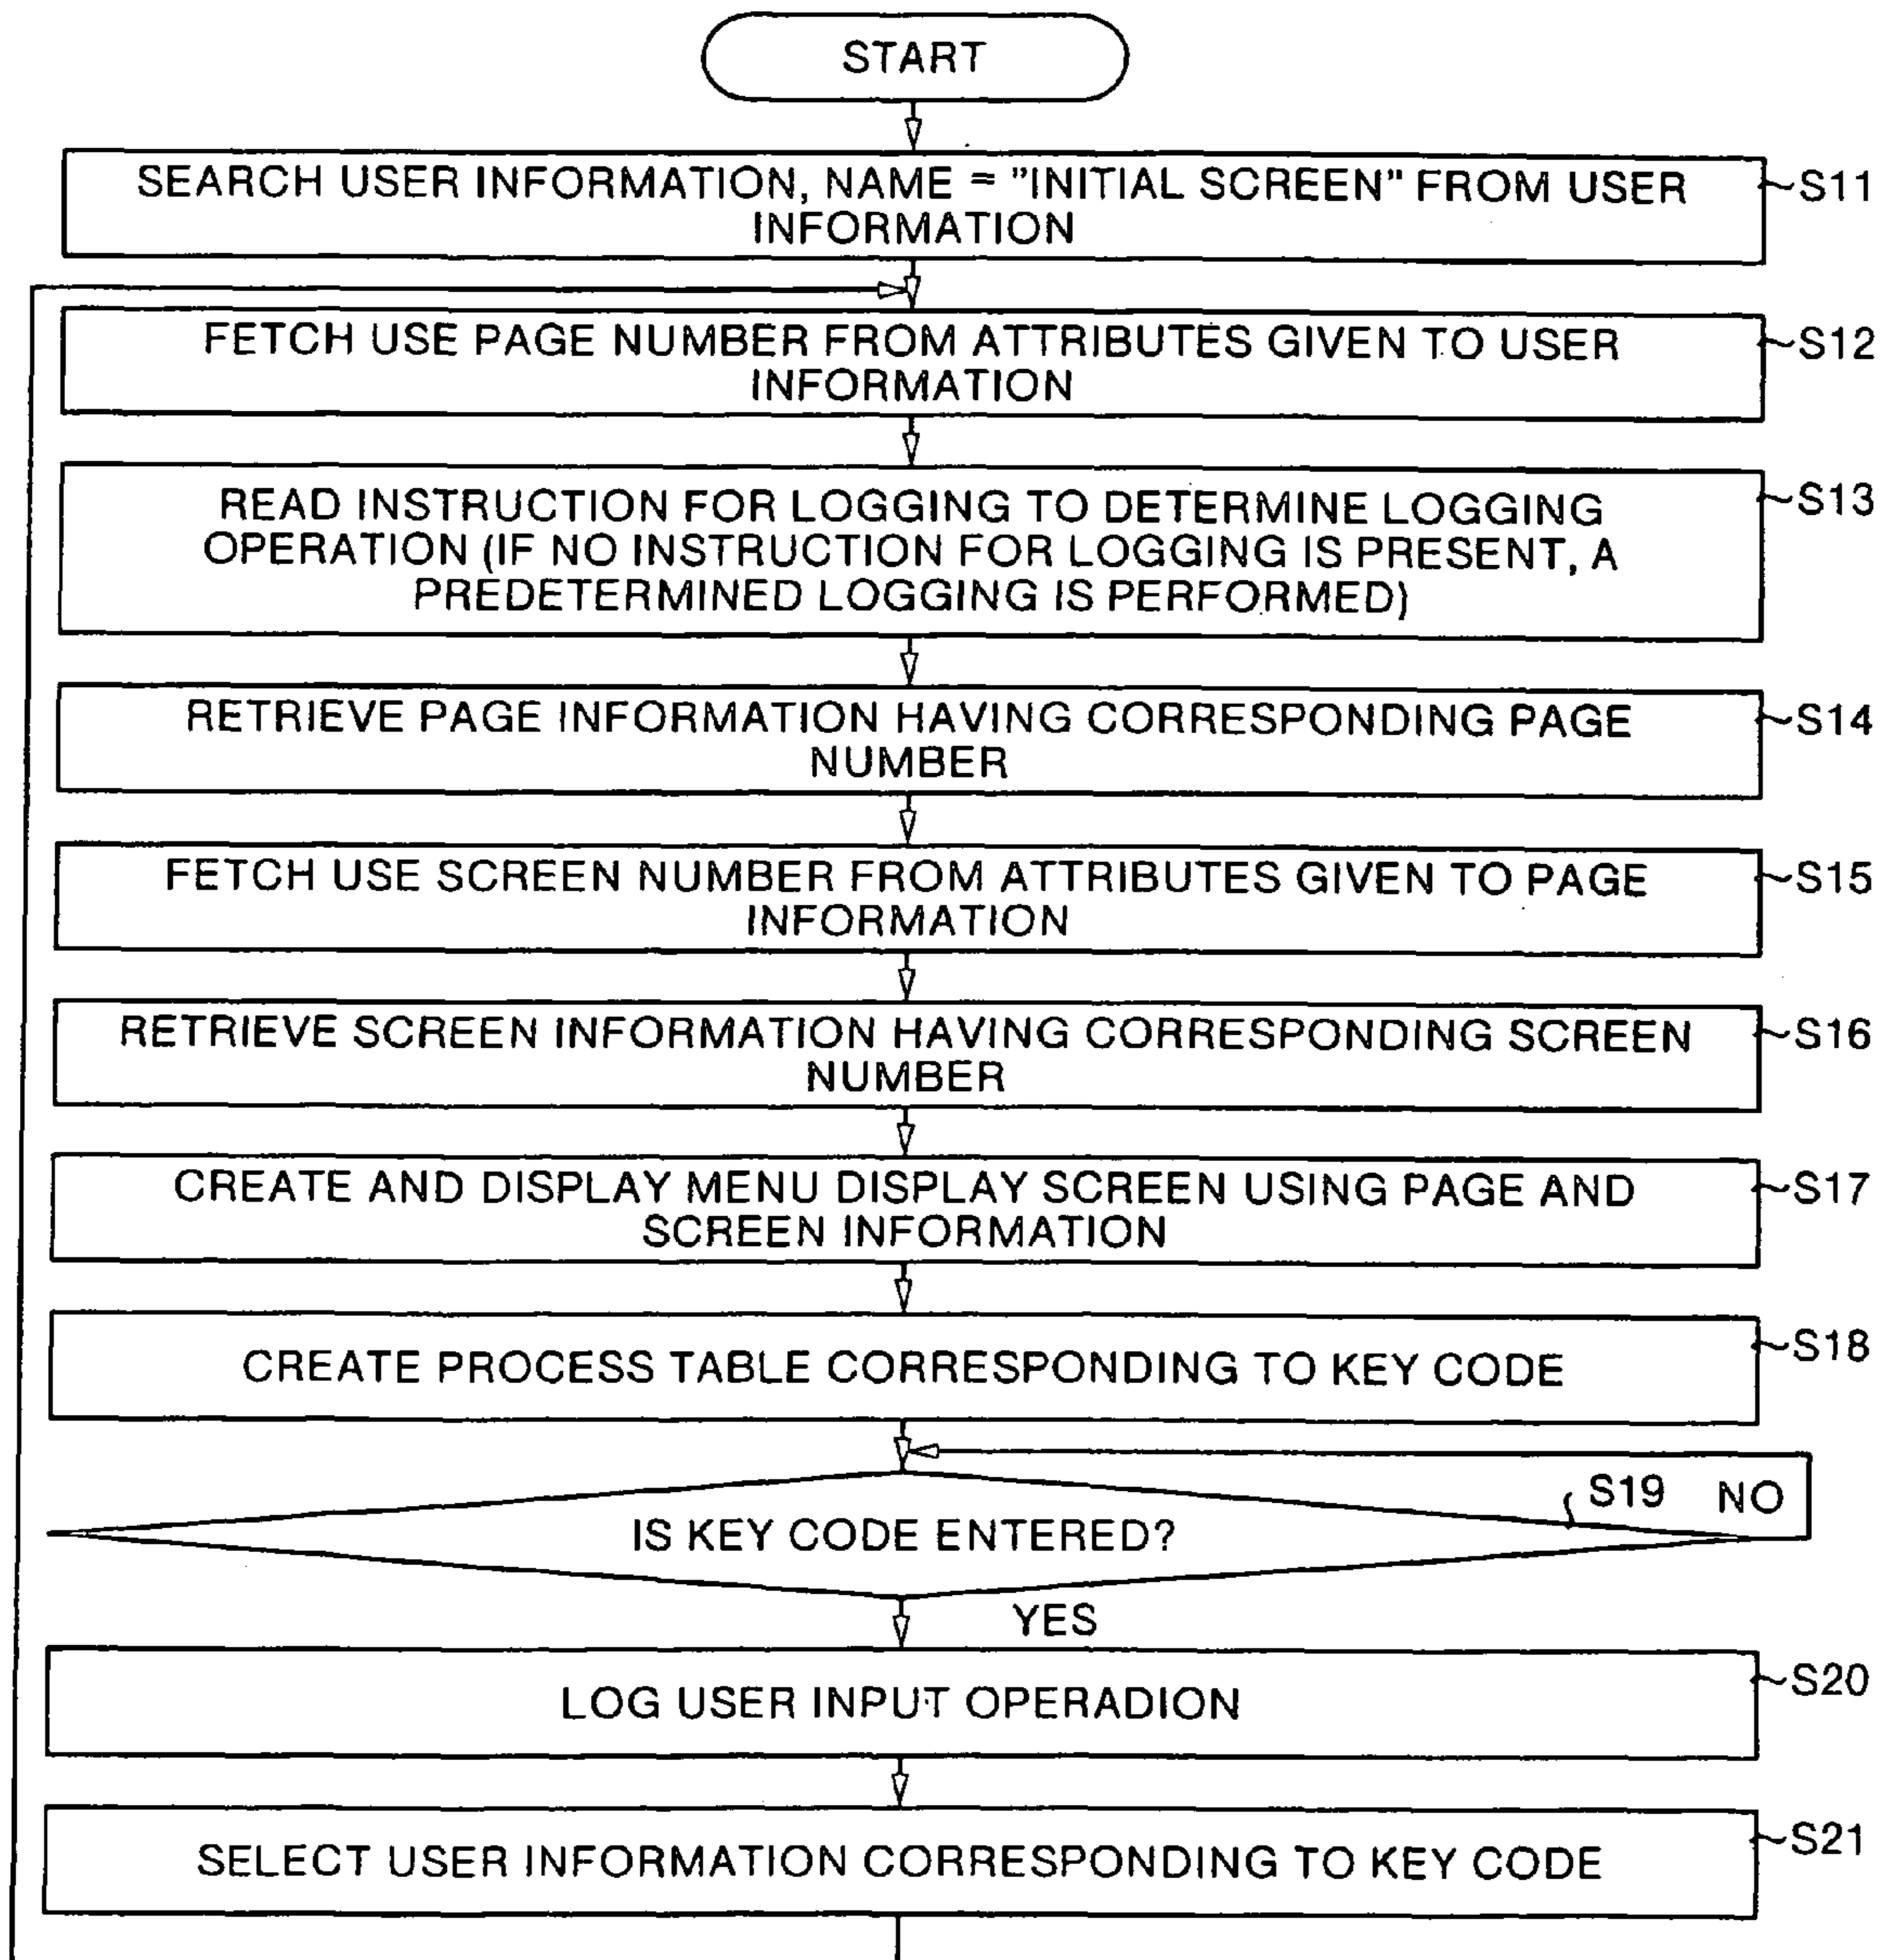 START
SEARCH USER INFORMATION, NAME = "INITIAL SCREEN" FROM USER
INFORMATION
S11
FETCH USE PAGE NUMBER FROM ATTRIBUTES GIVEN TO USER
INFORMATION
S12
READ INSTRUCTION FOR LOGGING TO DETERMINE LOGGING
OPERATION (IF NO INSTRUCTION FOR LOGGING IS PRESENT, A
PREDETERMINED LOGGING IS PERFORMED)
S13
RETRIEVE PAGE INFORMATION HAVING CORRESPONDING PAGE
NUMBER
S14
FETCH USE SCREEN NUMBER FROM ATTRIBUTES GIVEN TO PAGE
INFORMATION
S15
RETRIEVE SCREEN INFORMATION HAVING CORRESPONDING SCREEN
NUMBER
S16
CREATE AND DISPLAY MENU DISPLAY SCREEN USING PAGE AND
SCREEN INFORMATION
S17
CREATE PROCESS TABLE CORRESPONDING TO KEY CODE
S18
IS KEY CODE ENTERED?
S19
NO
YES
LOG USER INPUT OPERADION
S20
SELECT USER INFORMATION CORRESPONDING TO KEY CODE
S21